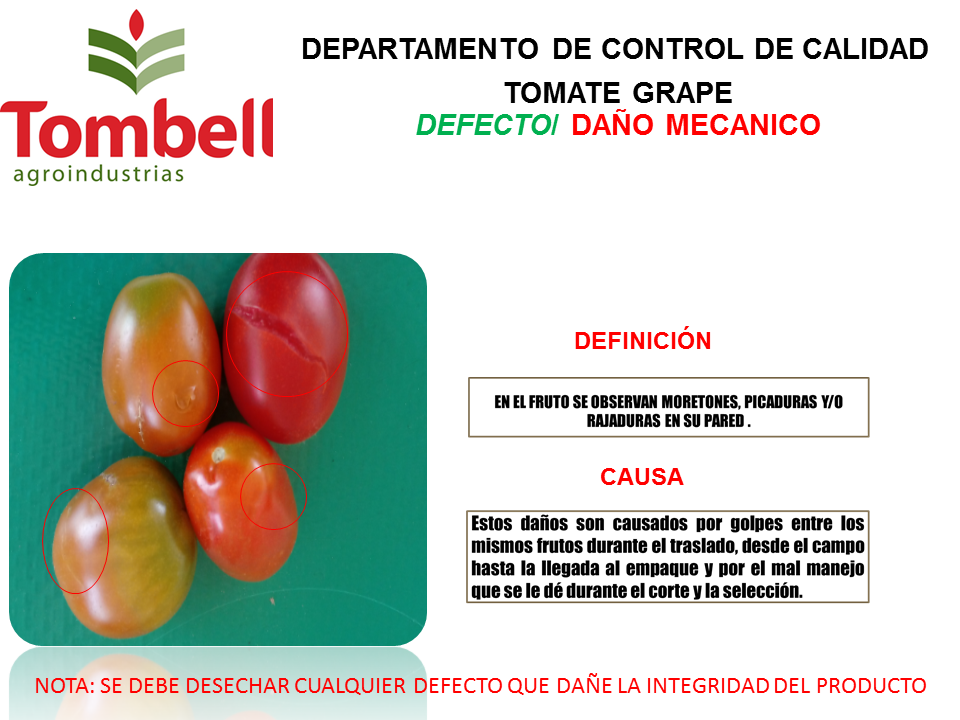 Tombell
agroindustrias
DEPARTAMENTO DE CONTROL DE CALIDAD
TOMATE GRAPE
DEFECTO/ DAÑO MECANICO
DEFINICIÓN
EN EL FRUTO SE OBSERVAN MORETONES, PICADURAS Y/O
RAJADURAS EN SU PARED .
CAUSA
Estos daños son causados por golpes entre los
mismos frutos durante el traslado, desde el campo
hasta la llegada al empaque y por el mal manejo
que se le dé durante el corte y la selección.
NOTA: SE DEBE DESECHAR CUALQUIER DEFECTO QUE DAÑE LA INTEGRIDAD DEL PRODUCTO